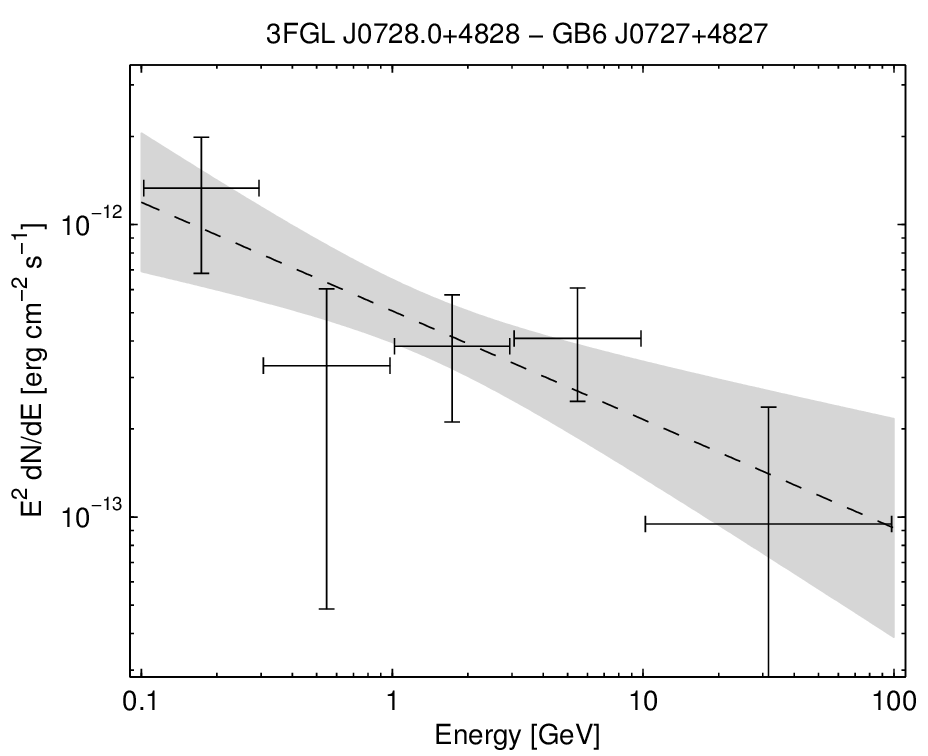 3FGL J0728.0+4828 − GB6 J0727+4827
E² dN/dE [erg cm⁻² s⁻¹]
10⁻¹²
10⁻¹³
0.1 1 10 100
Energy [GeV]